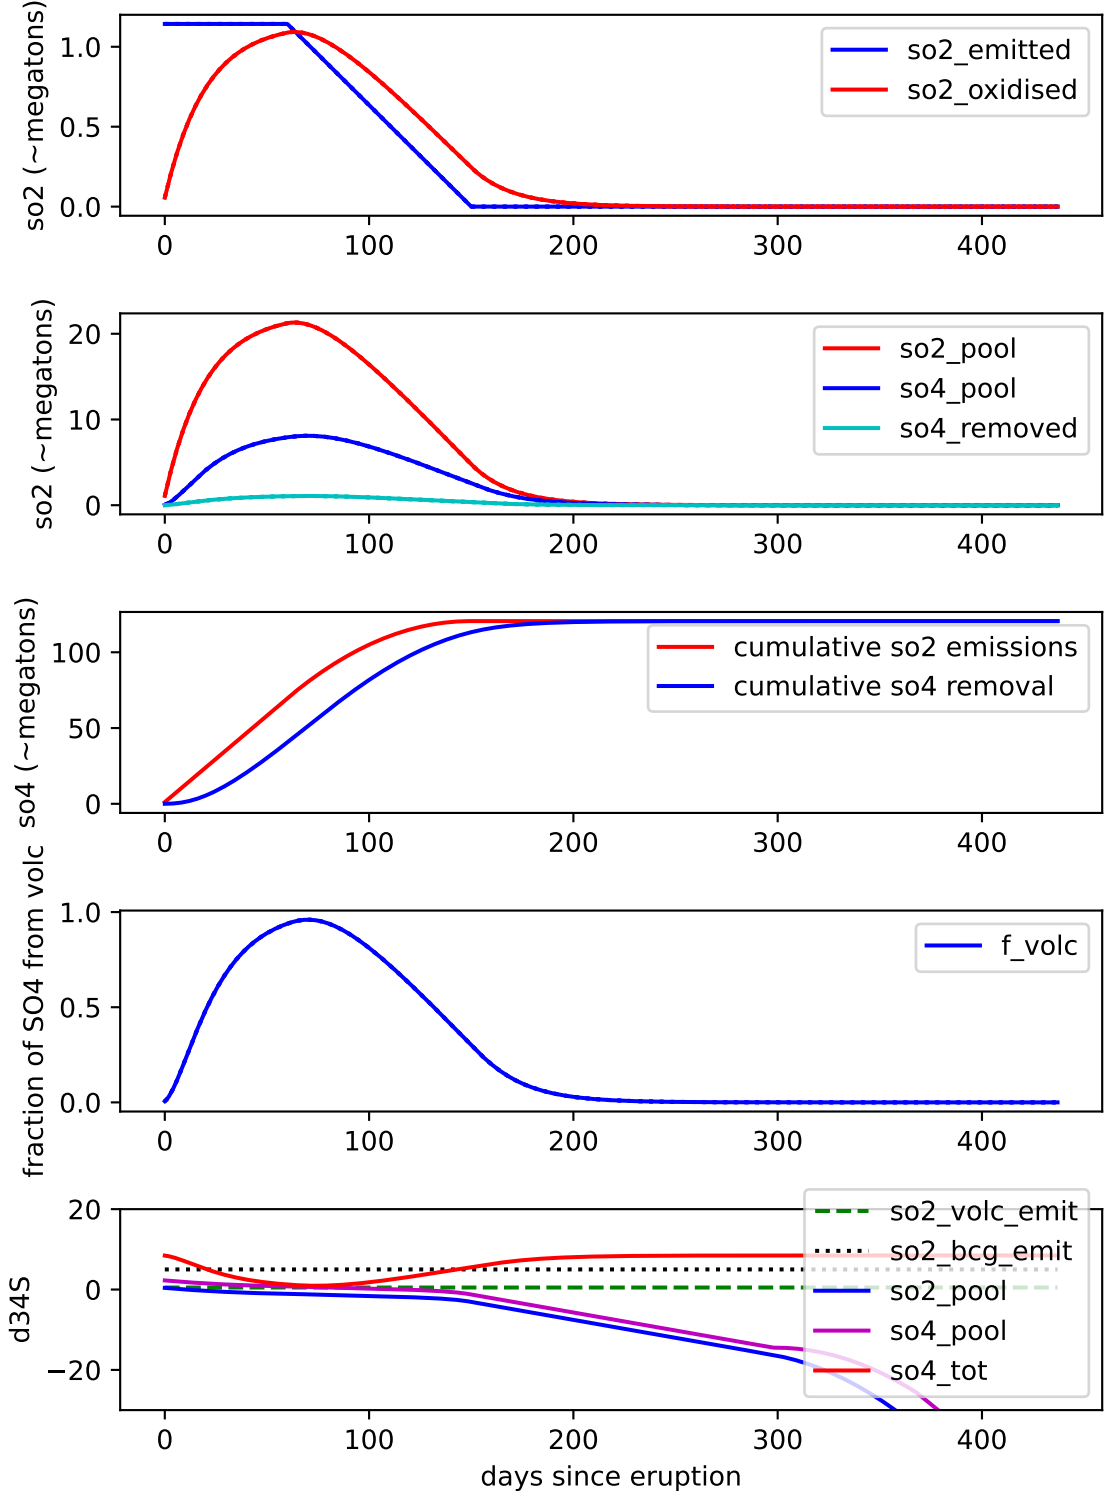 so2 (~megatons)
1.0
0.5
0.0
so2_emitted
so2_oxidised
0 100 200 300 400
so2 (~megatons)
20
10
0
so2_pool
so4_pool
so4_removed
0 100 200 300 400
so4 (~megatons)
100
50
0
cumulative so2 emissions
cumulative so4 removal
0 100 200 300 400
fraction of SO4 from volc
1.0
0.5
0.0
f_volc
0 100 200 300 400
d34S
20
0
−20
so2_volc_emit
so2_bcg_emit
so2_pool
so4_pool
so4_tot
0 100 200 300 400
days since eruption